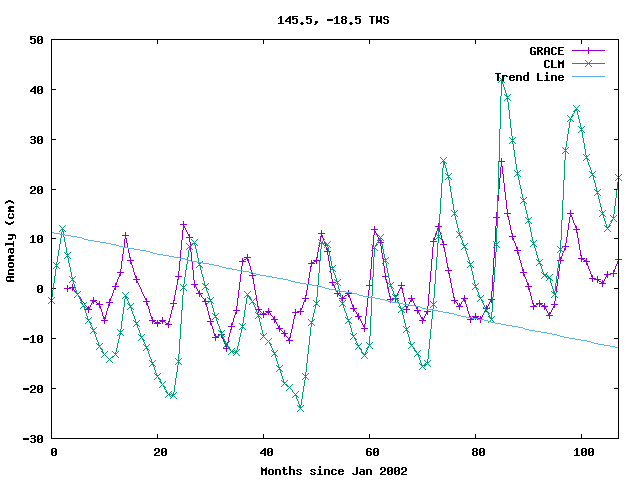 145.5, -18.5 TWS
GRACE
CLM
Trend Line
50
40
30
20
10
0
-10
-20
-30
Anomaly (cm)
0 20 40 60 80 100
Months since Jan 2002